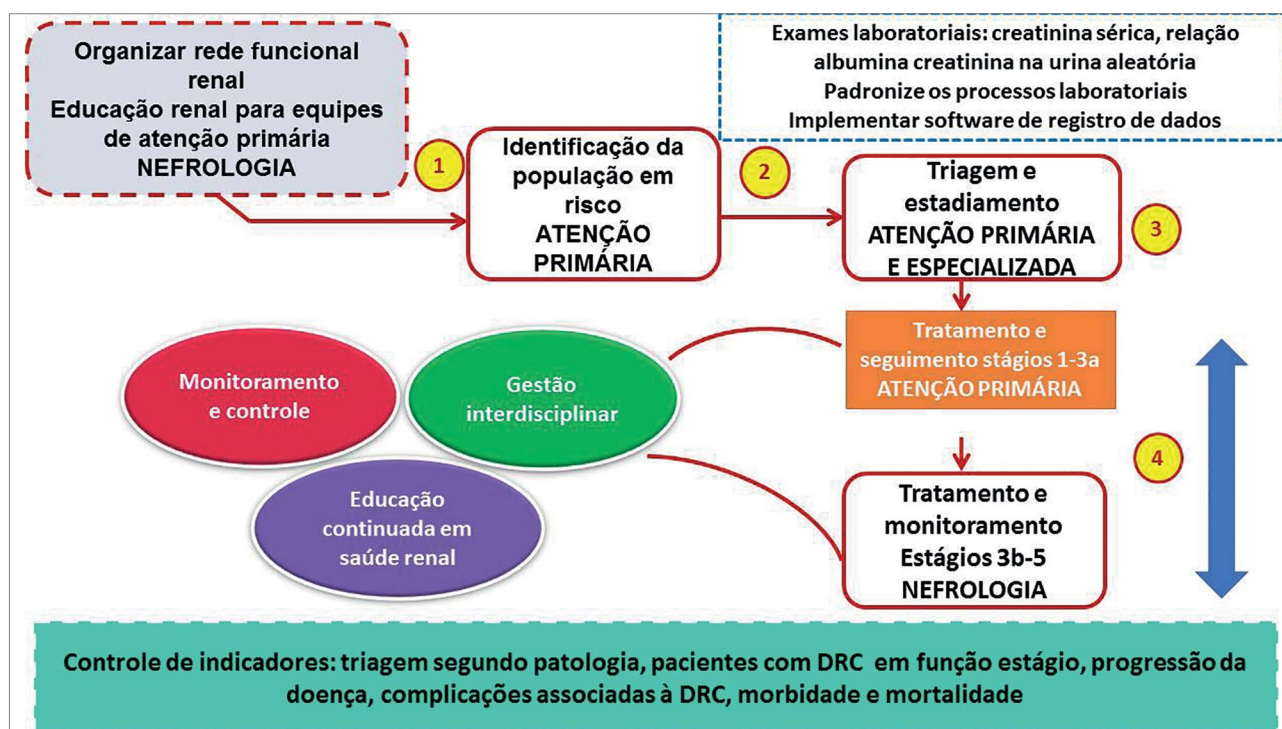 Organizar rede funcional
renal
Educação renal para equipes
de atenção primária
NEFROLOGIA
1
Identificação da
população em
risco
ATENÇÃO
PRIMÁRIA
2
Exames laboratoriais: creatinina sérica, relação
albumina creatinina na urina aleatória
Padronize os processos laboratoriais
Implementar software de registro de dados
Triagem e
estadiamento
ATENÇÃO PRIMÁRIA
E ESPECIALIZADA
3
Tratamento e
seguimento stágios 1-3a
ATENÇÃO PRIMÁRIA
Monitoramento
e controle
Gestão
interdisciplinar
Educação
continuada em
saúde renal
4
Tratamento e
monitoramento
Estágios 3b-5
NEFROLOGIA
Controle de indicadores: triagem segundo patologia, pacientes com DRC em função estágio, progressão da
doença, complicações associadas à DRC, morbidade e mortalidade